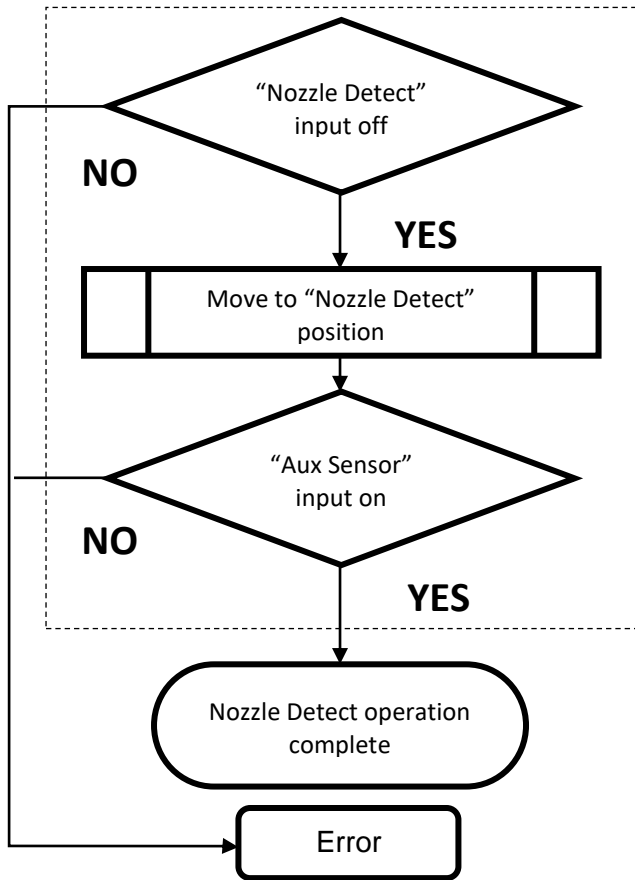 “Nozzle Detect”
input off
NO
YES
Move to “Nozzle Detect”
position
“Aux Sensor”
input on
NO
YES
Nozzle Detect operation
complete
Error